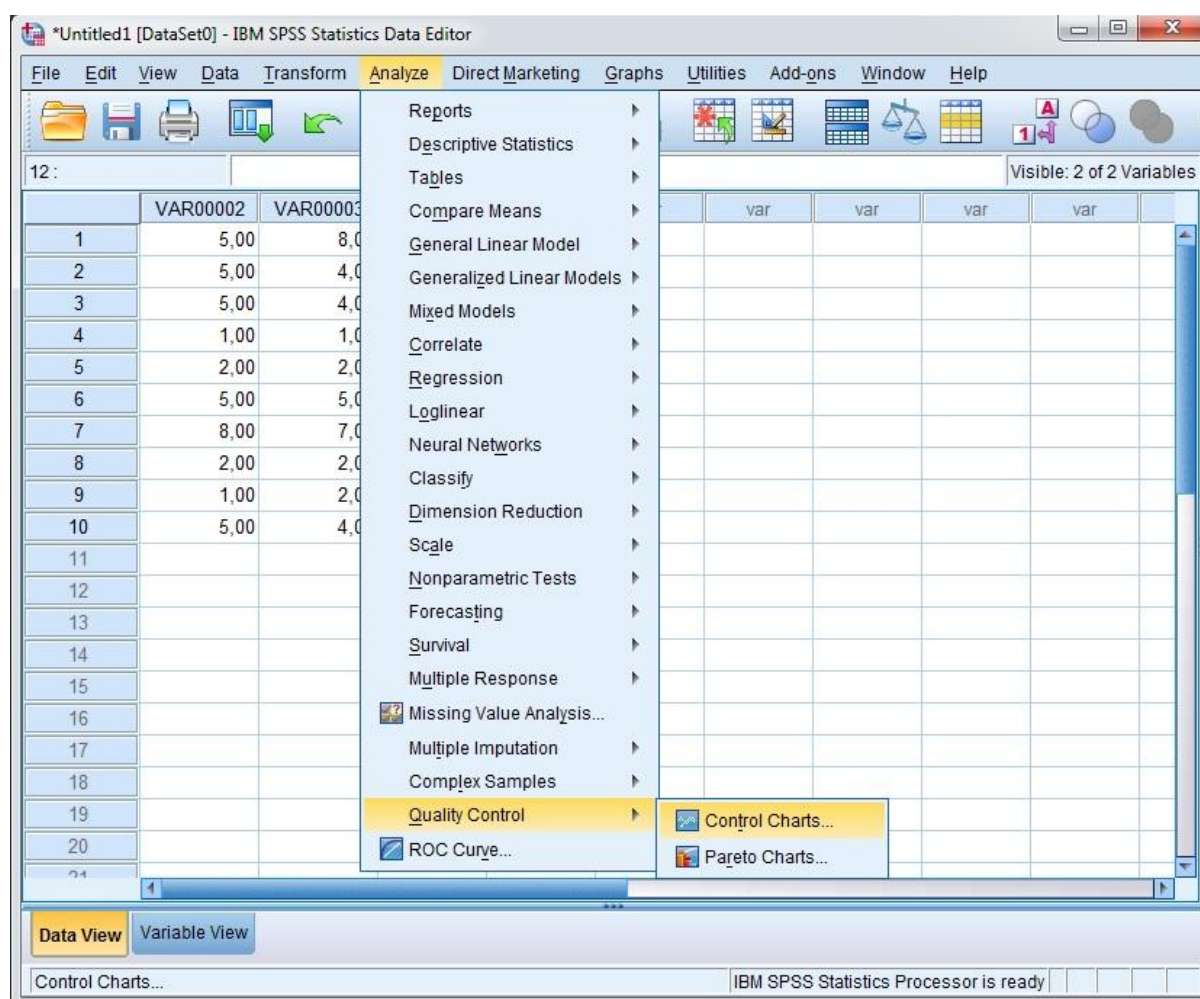 *Untitled1 [DataSet0] - IBM SPSS Statistics Data Editor
File Edit View Data Transform Analyze Direct Marketing Graphs Utilities Add-ons Window Help
A
1
12 :
Visible: 2 of 2 Variables
VAR00002 VAR00003 var var var var
1 5,00 8,0
2 5,00 4,0
3 5,00 4,0
4 1,00 1,0
5 2,00 2,0
6 5,00 5,0
7 8,00 7,0
8 2,00 2,0
9 1,00 2,0
10 5,00 4,0
11
12
13
14
15
16
17
18
19
20
21
Reports
Descriptive Statistics
Tables
Compare Means
General Linear Model
Generalized Linear Models
Mixed Models
Correlate
Regression
Loglinear
Neural Networks
Classify
Dimension Reduction
Scale
Nonparametric Tests
Forecasting
Survival
Multiple Response
Missing Value Analysis...
Multiple Imputation
Complex Samples
Quality Control
ROC Curve...
Control Charts...
Pareto Charts...
Data View Variable View
Control Charts...
IBM SPSS Statistics Processor is ready